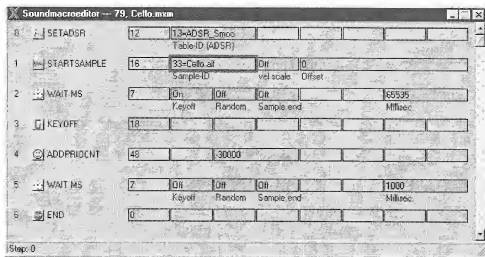 Soundmacroeditor — 79, Cello.mxm
0 SETADSR 12 13=ADSR_Smoo
Table-ID (ADSR)
1 STARTSAMPLE 16 33=Cello.aif Off 0
Sample-ID vel.scale Offset
2 WAIT MS 7 On Off Off 65535
Keyoff Random Sample end Millisec
3 KEYOFF 18
4 ADDPRIOCNT 48 -30000
5 WAIT MS 7 Off Off Off 1000
Keyoff Random Sample end Millisec
6 END 0
Step: 0